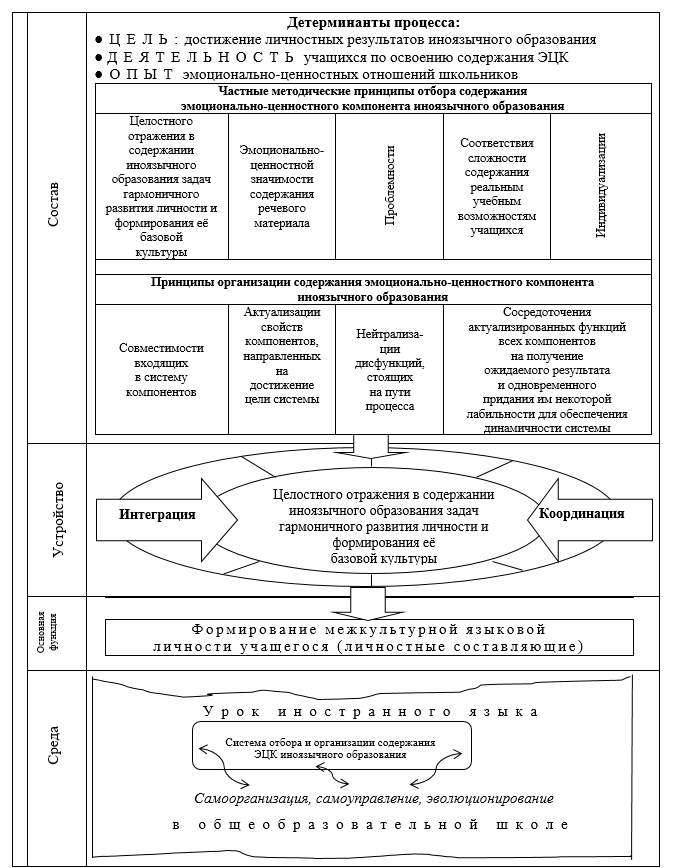 Состав
Детерминанты процесса:
● Ц Е Л Ь : достижение личностных результатов иноязычного образования
● Д Е Я Т Е Л Ь Н О С Т Ь учащихся по освоению содержания ЭЦК
● О П Ы Т эмоционально-ценностных отношений школьников
Частные методические принципы отбора содержания
эмоционально-ценностного компонента иноязычного образования
Целостного
отражения в
содержании
иноязычного
образования задач
гармоничного
развития личности и
формирования её
базовой
культуры
Эмоционально-
ценностной
значимости
содержания
речевого
материала
Проблемности
Соответствия
сложности
содержания
реальным
учебным
возможностям
учащихся
Индивидуализации
Принципы организации содержания эмоционально-ценностного компонента
иноязычного образования
Совместимости
входящих
в систему
компонентов
Актуализации
свойств
компонентов,
направленных
на
достижение
цели системы
Нейтрализа-
ции
дисфункций,
стоящих
на пути
процесса
Сосредоточения
актуализированных функций
всех компонентов
на получение
ожидаемого результата
и одновременного
придания им некоторой
лабильности для обеспечения
динамичности системы
Устройство
Интеграция
Целостного отражения в содержании
иноязычного образования задач
гармоничного развития личности и
формирования её
базовой культуры
Координация
Основная
функция
Формирование межкультурной языковой
личности учащегося (личностные составляющие)
Среда
Урок иностранного языка
Система отбора и организации содержания
ЭЦК иноязычного образования
Самоорганизация, самоуправление, эволюционирование
в общеобразовательной школе